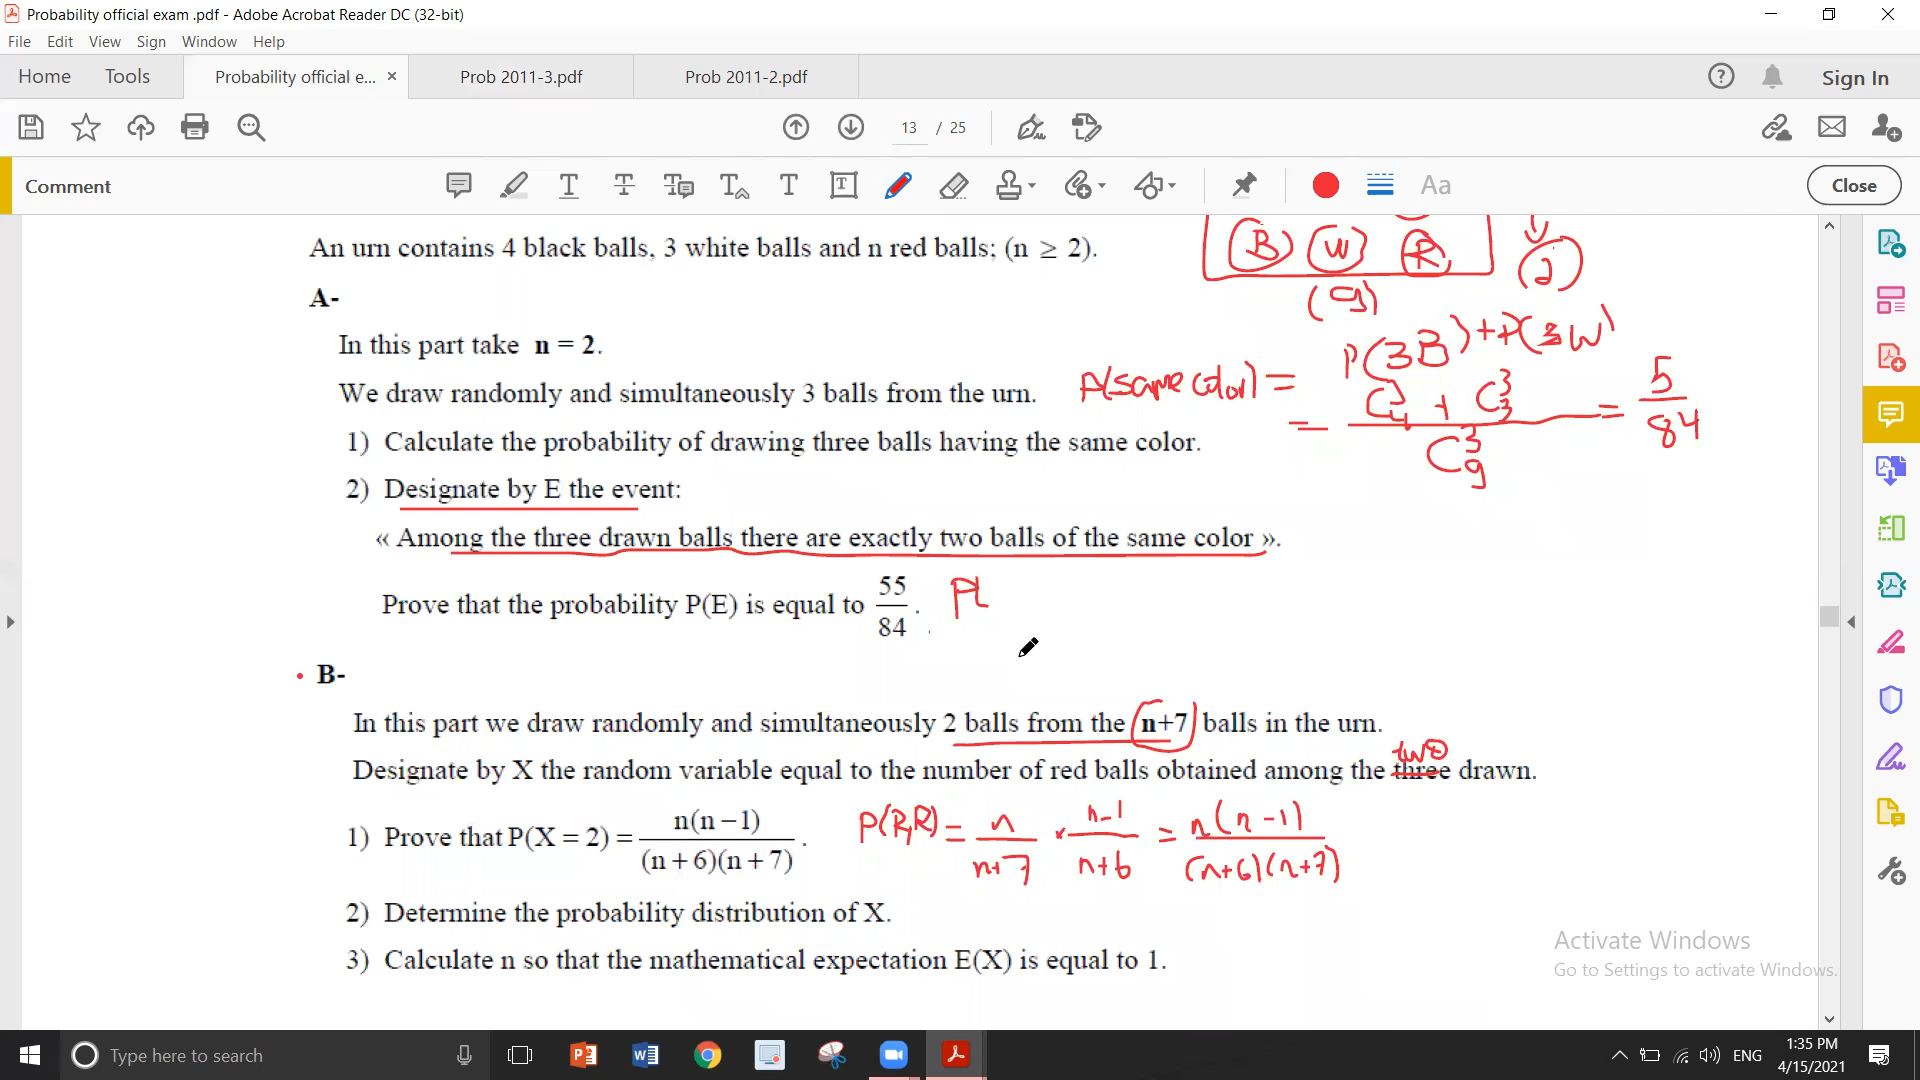 Probability official exam .pdf - Adobe Acrobat Reader DC (32-bit)
File Edit View Sign Window Help
Home Tools Probability official e... × Prob 2011-3.pdf Prob 2011-2.pdf Sign In
13 / 25
Comment Aa Close
B W R 2
(9)
An urn contains 4 black balls, 3 white balls and n red balls; (n ≥ 2).
A-
In this part take n = 2.
P(3B) + P(3W)
We draw randomly and simultaneously 3 balls from the urn.
P(same color) =
= (C₄³ + C₃³) / C₉³ = 5/84
1) Calculate the probability of drawing three balls having the same color.
2) Designate by E the event:
« Among the three drawn balls there are exactly two balls of the same color ».
Prove that the probability P(E) is equal to 55/84 .
B-
In this part we draw randomly and simultaneously 2 balls from the n+7 balls in the urn.
two
Designate by X the random variable equal to the number of red balls obtained among the three drawn.
1) Prove that P(X = 2) = n(n − 1) / (n + 6)(n + 7) . P(R,R) = n/(n+7) × (n-1)/(n+6) = n(n-1) / (n+6)(n+7)
2) Determine the probability distribution of X.
3) Calculate n so that the mathematical expectation E(X) is equal to 1.
Activate Windows
Go to Settings to activate Windows.
Type here to search
ENG
1:35 PM
4/15/2021